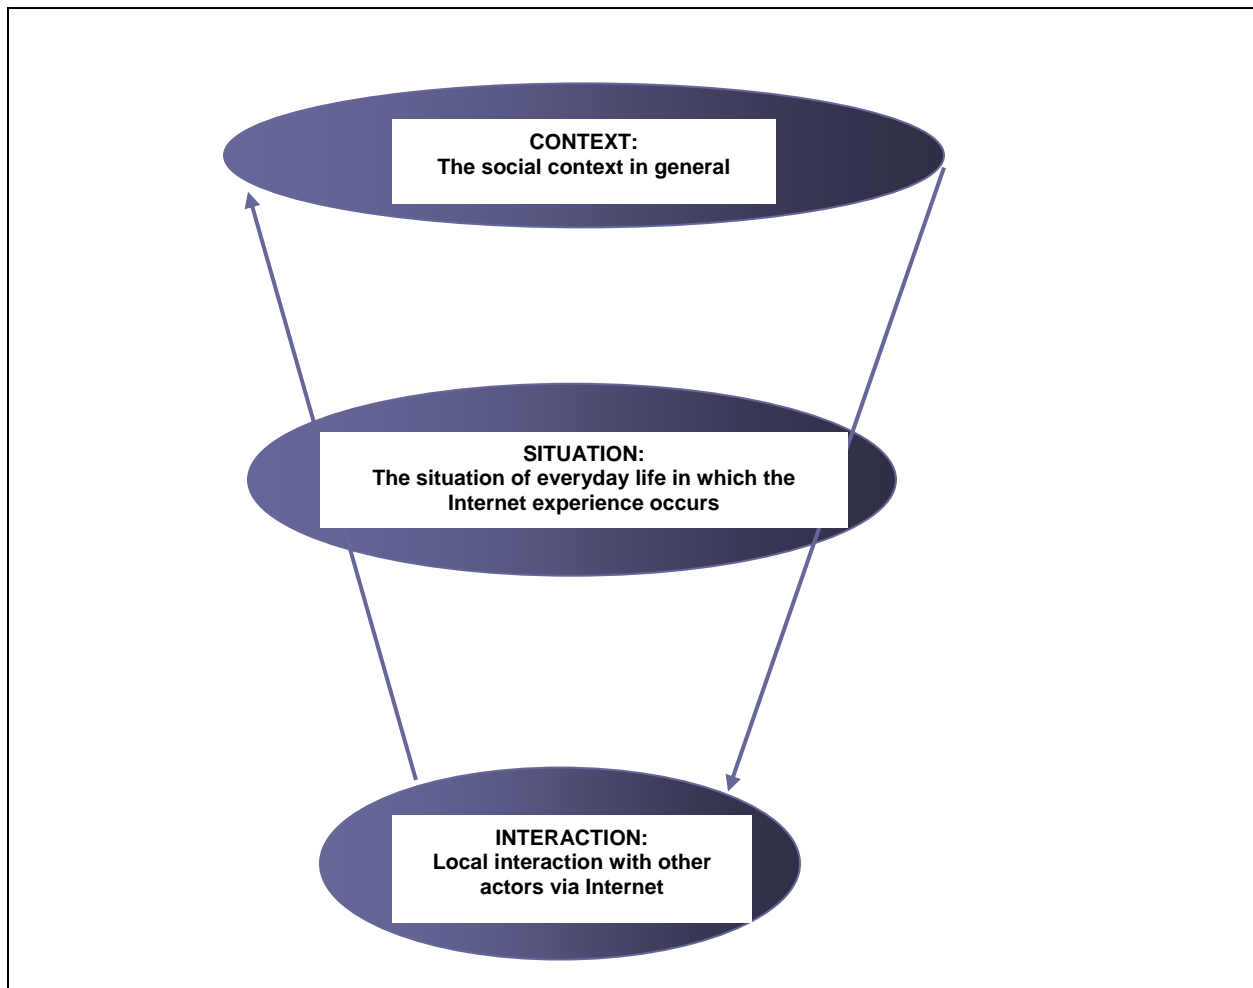 CONTEXT:
The social context in general
SITUATION:
The situation of everyday life in which the
Internet experience occurs
INTERACTION:
Local interaction with other
actors via Internet